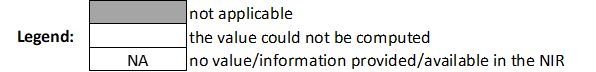 not applicable
Legend: the value could not be computed
NA no value/information provided/available in the NIR